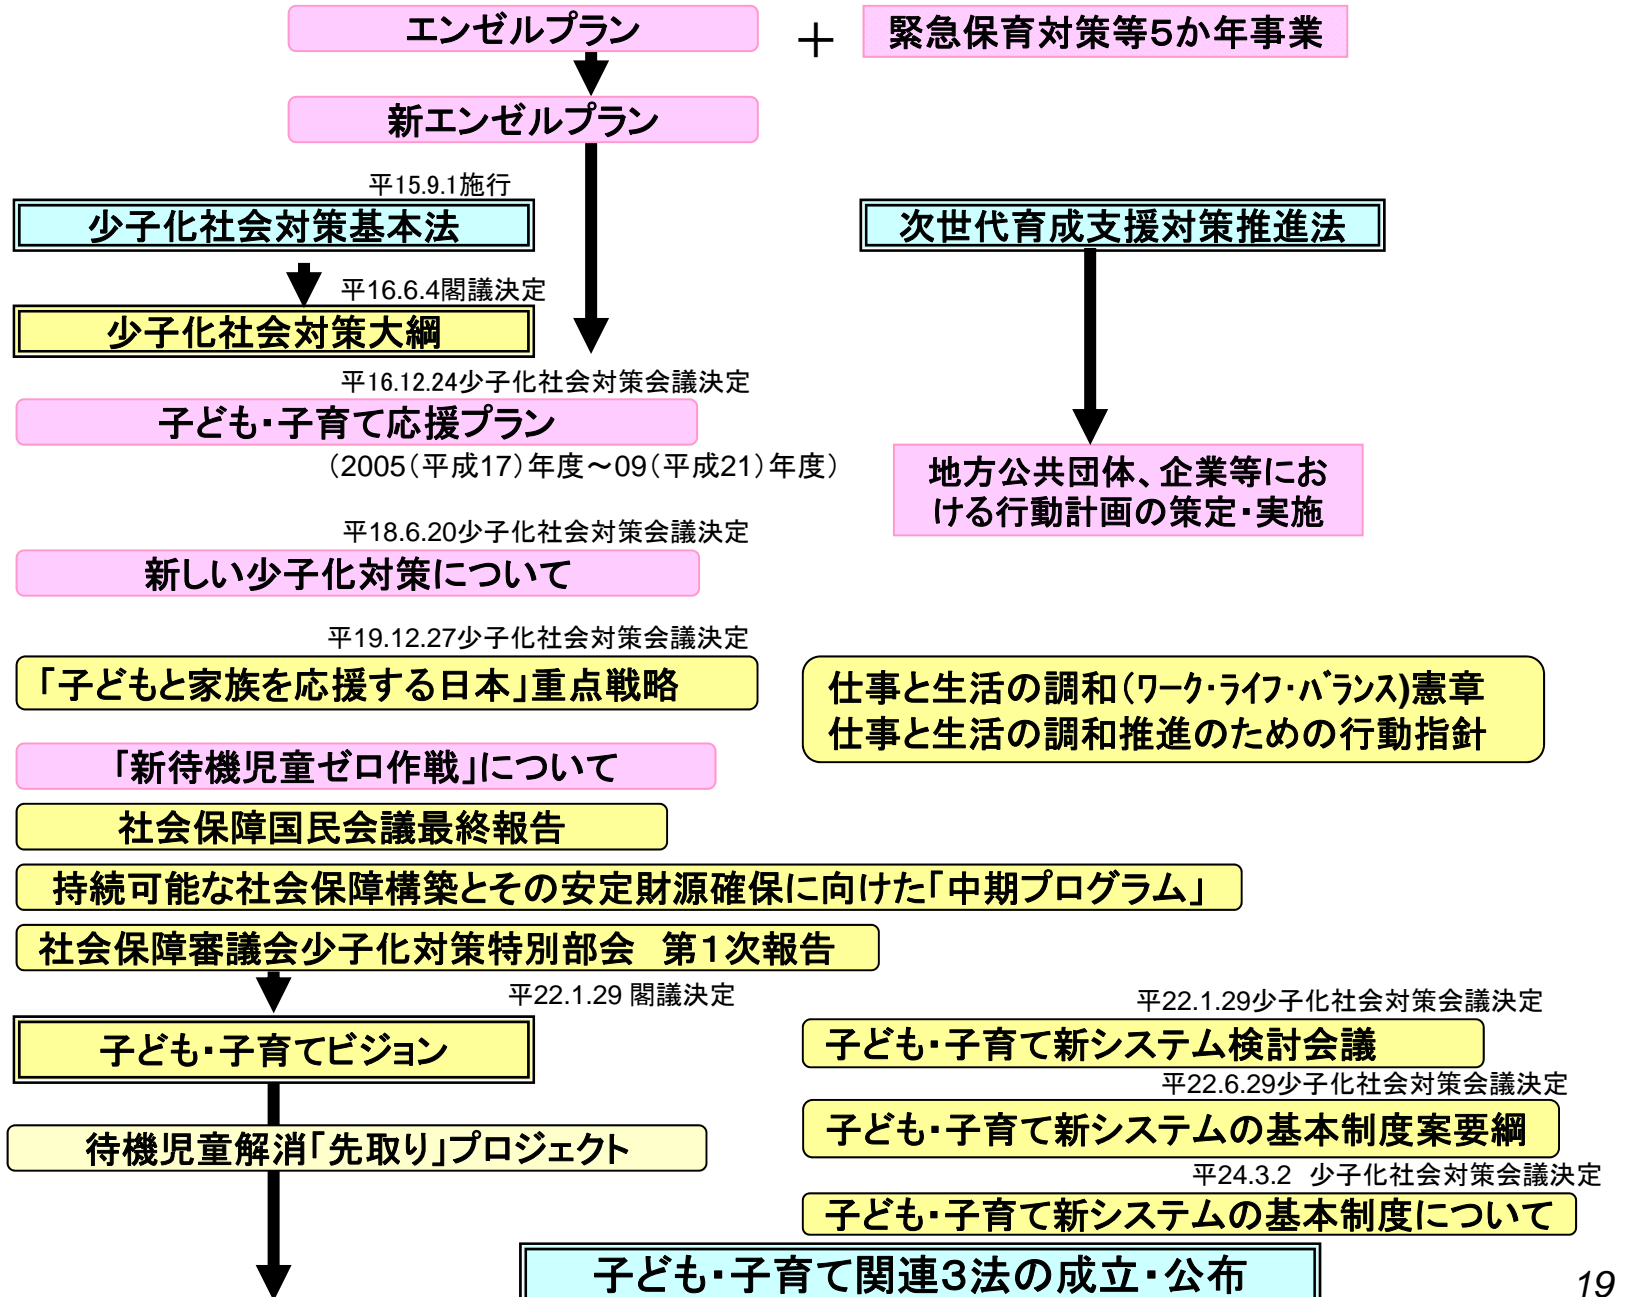 エンゼルプラン
＋
緊急保育対策等５か年事業
新エンゼルプラン
平15.9.1施行
少子化社会対策基本法
次世代育成支援対策推進法
平16.6.4閣議決定
少子化社会対策大綱
平16.12.24少子化社会対策会議決定
子ども・子育て応援プラン
（2005（平成17）年度～09（平成21）年度）
地方公共団体、企業等にお
ける行動計画の策定・実施
平18.6.20少子化社会対策会議決定
新しい少子化対策について
平19.12.27少子化社会対策会議決定
「子どもと家族を応援する日本」重点戦略
仕事と生活の調和（ﾜｰｸ・ﾗｲﾌ・ﾊﾞﾗﾝｽ)憲章
仕事と生活の調和推進のための行動指針
「新待機児童ゼロ作戦」について
社会保障国民会議最終報告
持続可能な社会保障構築とその安定財源確保に向けた「中期プログラム」
社会保障審議会少子化対策特別部会　第１次報告
平22.1.29 閣議決定
子ども・子育てビジョン
平22.1.29少子化社会対策会議決定
子ども・子育て新システム検討会議
平22.6.29少子化社会対策会議決定
子ども・子育て新システムの基本制度案要綱
待機児童解消「先取り」プロジェクト
平24.3.2　少子化社会対策会議決定
子ども・子育て新システムの基本制度について
子ども・子育て関連３法の成立・公布
19